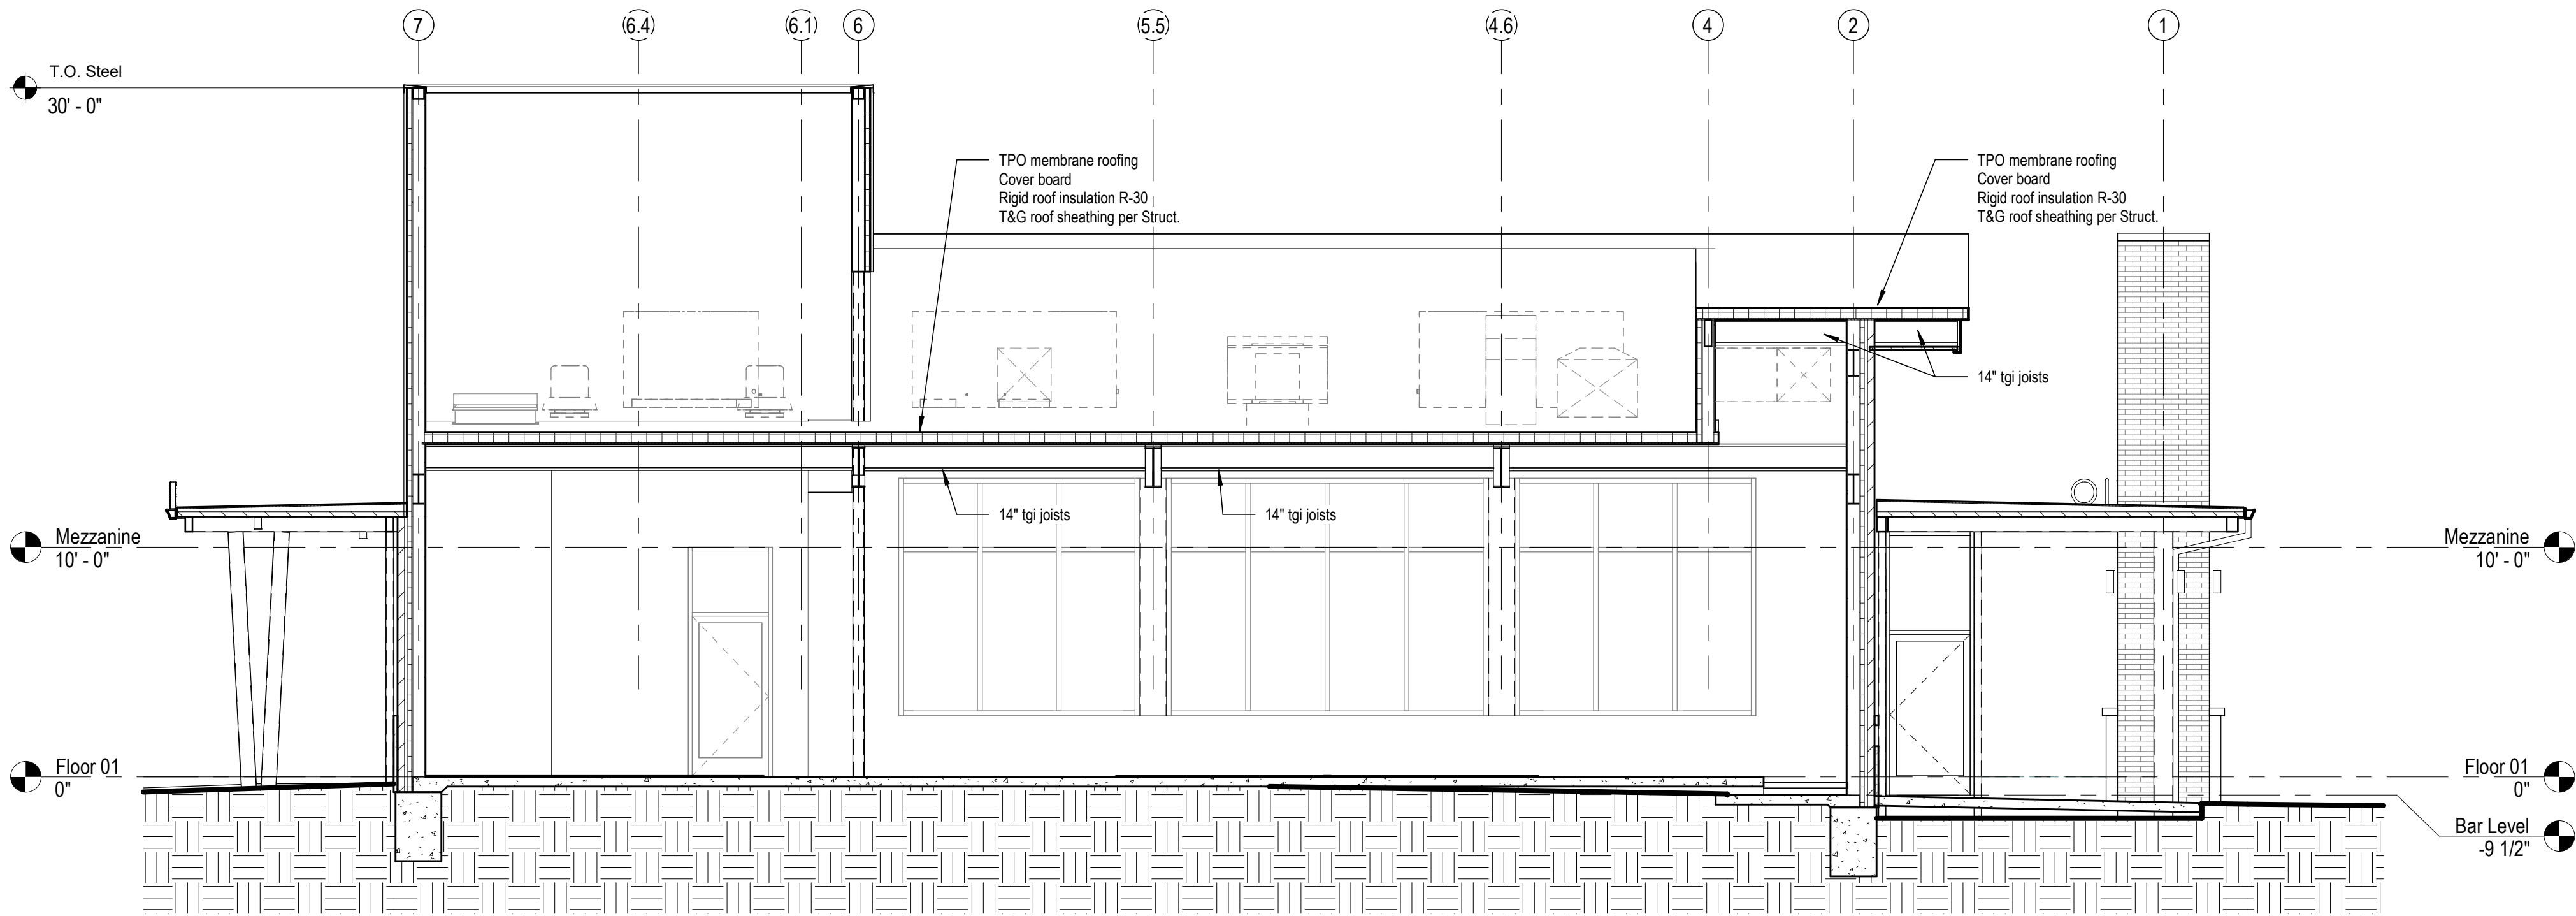 7
(6.4)
(6.1)
6
(5.5)
(4.6)
4
2
1
T.O. Steel
30' - 0"
TPO membrane roofing
Cover board
Rigid roof insulation R-30
T&G roof sheathing per Struct.
TPO membrane roofing
Cover board
Rigid roof insulation R-30
T&G roof sheathing per Struct.
14" tgi joists
14" tgi joists
14" tgi joists
Mezzanine
10' - 0"
Mezzanine
10' - 0"
Floor 01
0"
Floor 01
0"
Bar Level
-9 1/2"